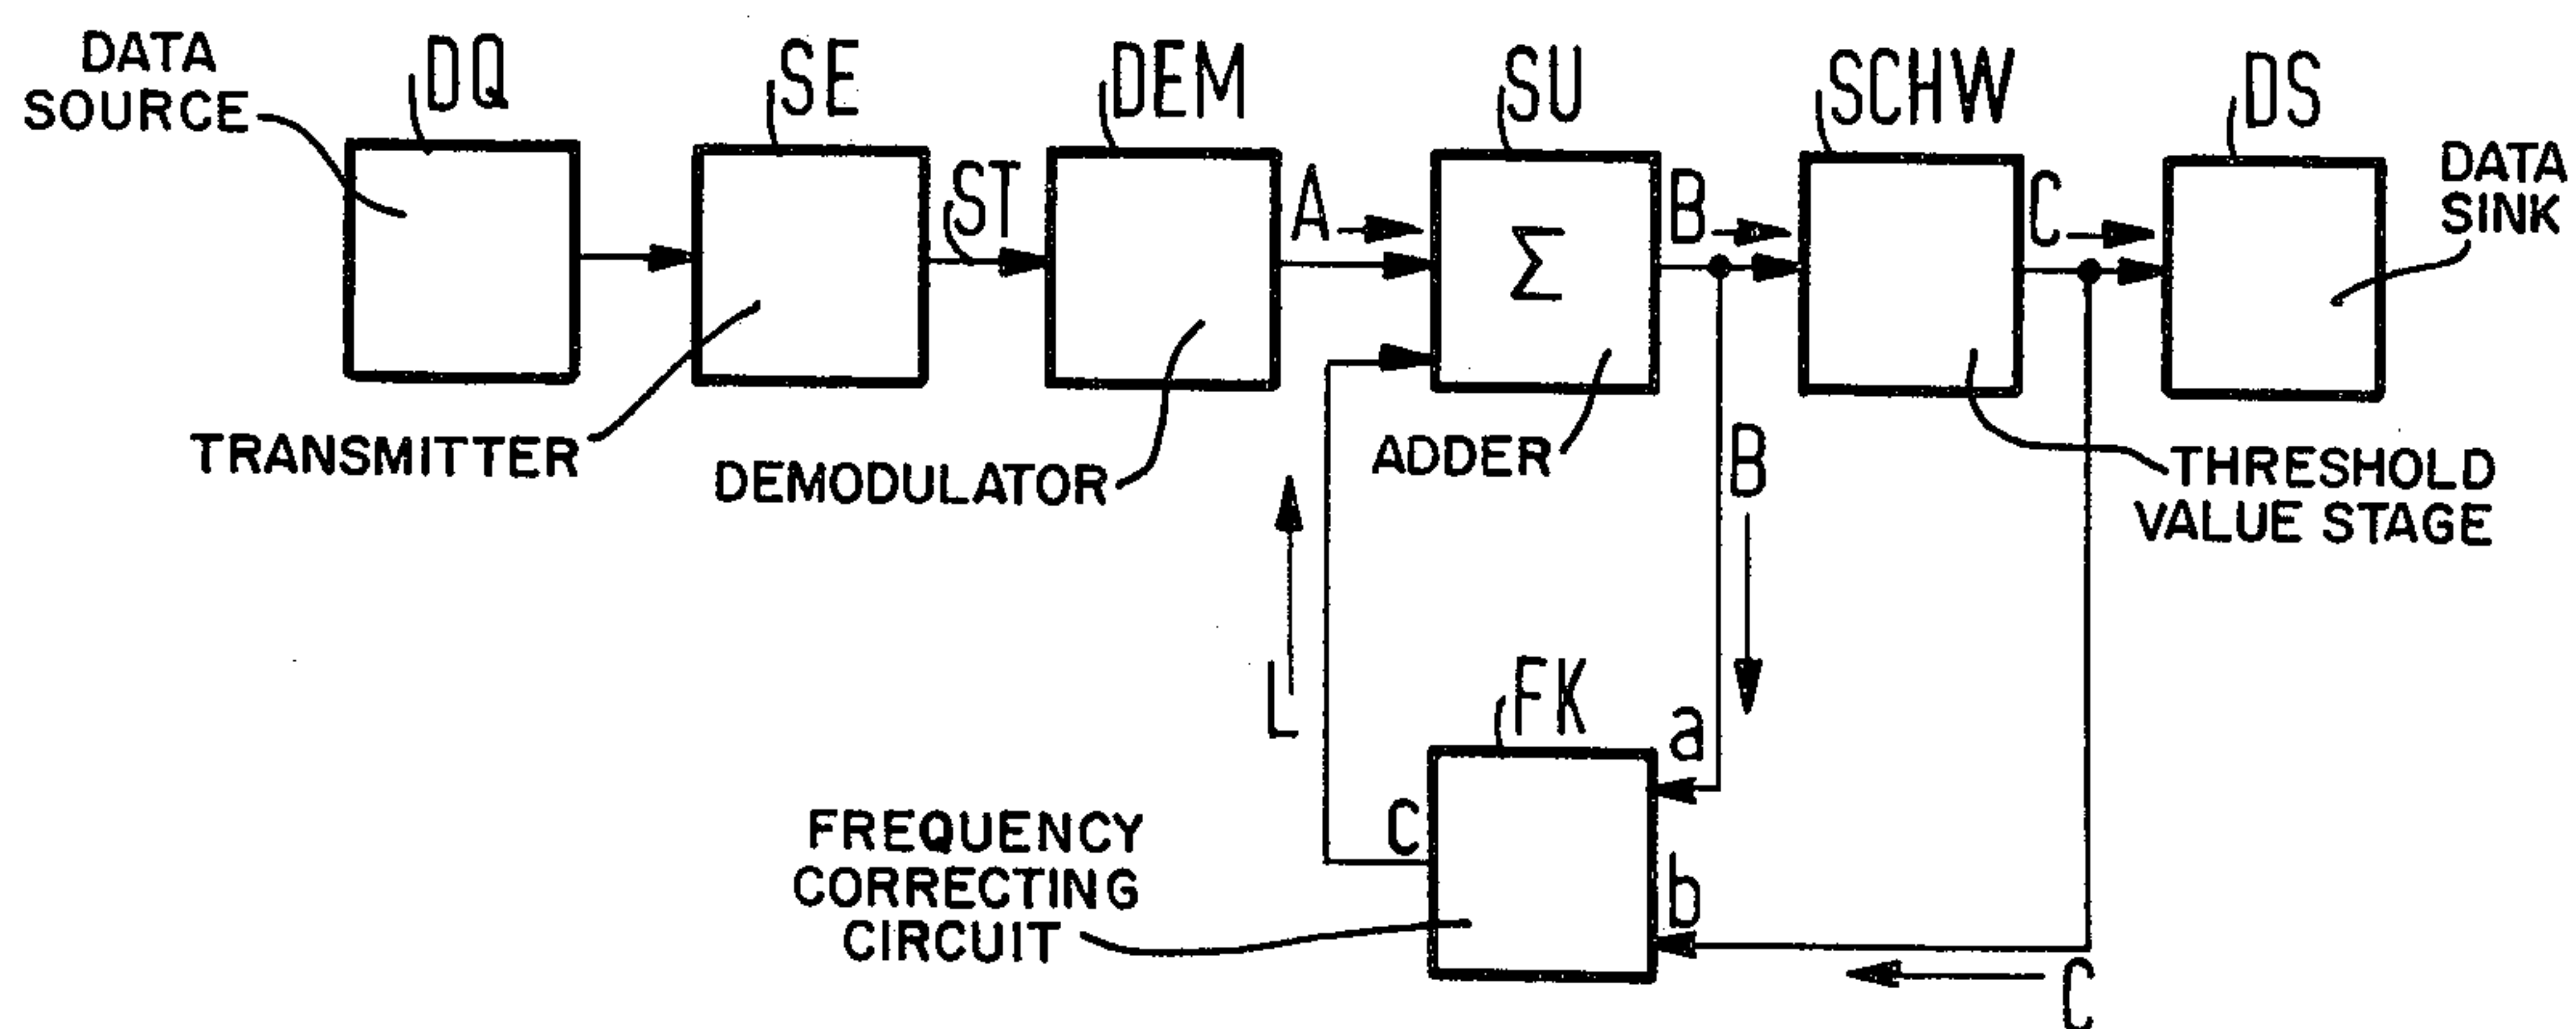 DATA
SOURCE
DQ
SE
DEM
SU
SCHW
DS
DATA
SINK
ST
A
Σ
B
C
TRANSMITTER
DEMODULATOR
ADDER
B
THRESHOLD
VALUE STAGE
L
FK
a
c
b
FREQUENCY
CORRECTING
CIRCUIT
C